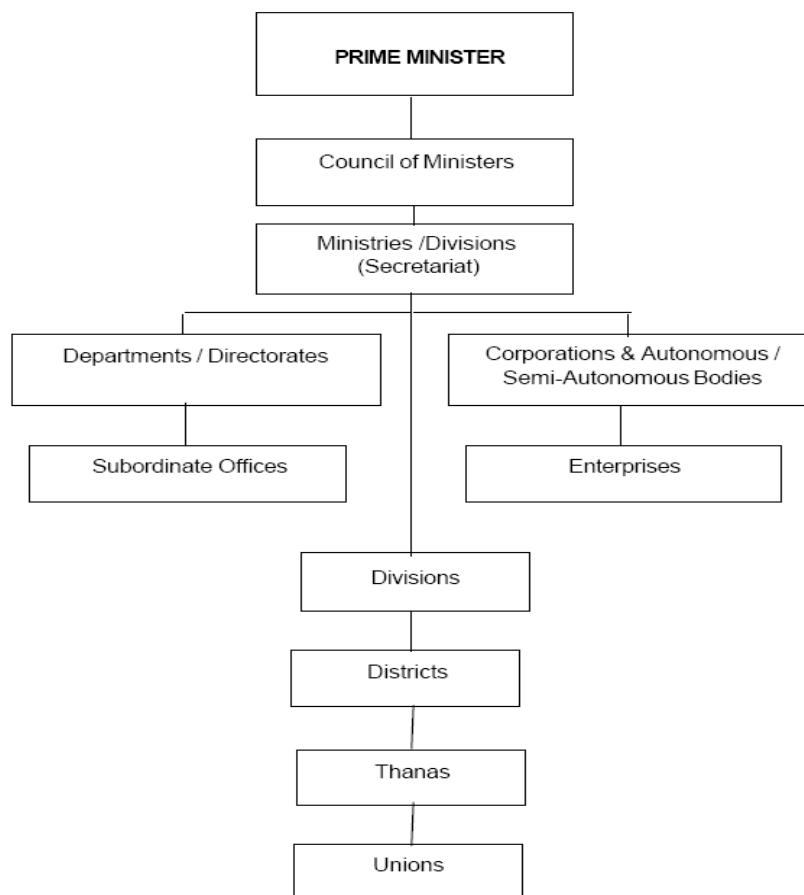 PRIME MINISTER
Council of Ministers
Ministries /Divisions
(Secretariat)
Departments / Directorates
Corporations & Autonomous /
Semi-Autonomous Bodies
Subordinate Offices
Enterprises
Divisions
Districts
Thanas
Unions